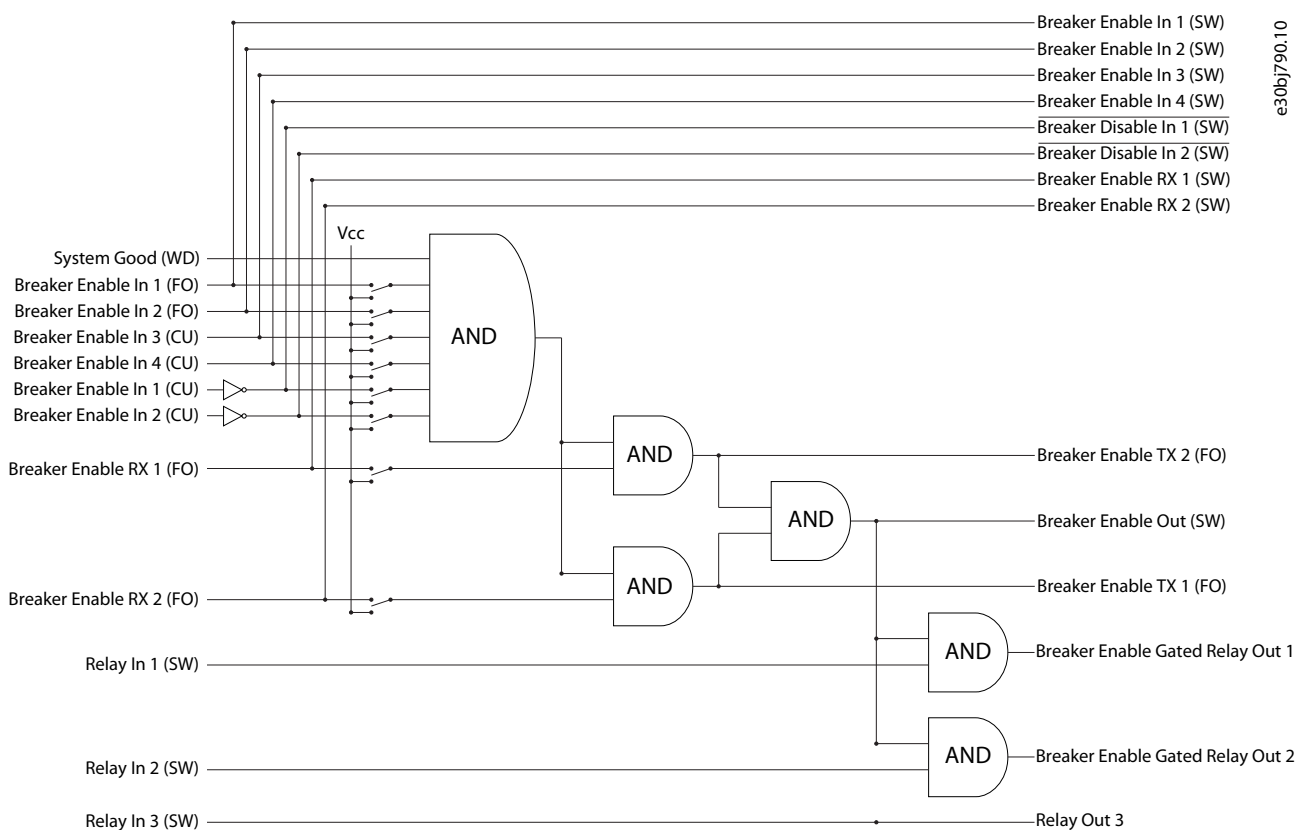 Breaker Enable In 1 (SW)
Breaker Enable In 2 (SW)
Breaker Enable In 3 (SW)
Breaker Enable In 4 (SW)
Breaker Disable In 1 (SW)
Breaker Disable In 2 (SW)
Breaker Enable RX 1 (SW)
Breaker Enable RX 2 (SW)
e30bj790.10
Vcc
System Good (WD)
Breaker Enable In 1 (FO)
Breaker Enable In 2 (FO)
Breaker Enable In 3 (CU)
Breaker Enable In 4 (CU)
Breaker Enable In 1 (CU)
Breaker Enable In 2 (CU)
AND
Breaker Enable RX 1 (FO)
AND
Breaker Enable TX 2 (FO)
AND
Breaker Enable Out (SW)
Breaker Enable RX 2 (FO)
AND
Breaker Enable TX 1 (FO)
Relay In 1 (SW)
AND
Breaker Enable Gated Relay Out 1
Relay In 2 (SW)
AND
Breaker Enable Gated Relay Out 2
Relay In 3 (SW)
Relay Out 3